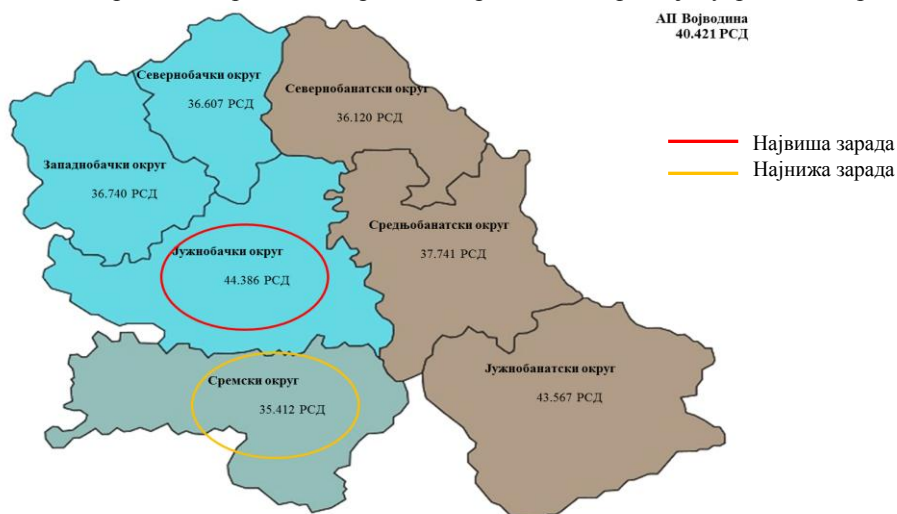 АП Војводина
40.421 РСД
Севернобачки округ
36.607 РСД
Севернобанатски округ
36.120 РСД
Највиша зарада
Најнижа зарада
Западнобачки округ
36.740 РСД
Средњобанатски округ
37.741 РСД
Јужнобачки округ
44.386 РСД
Јужнобанатски округ
43.567 РСД
Сремски округ
35.412 РСД